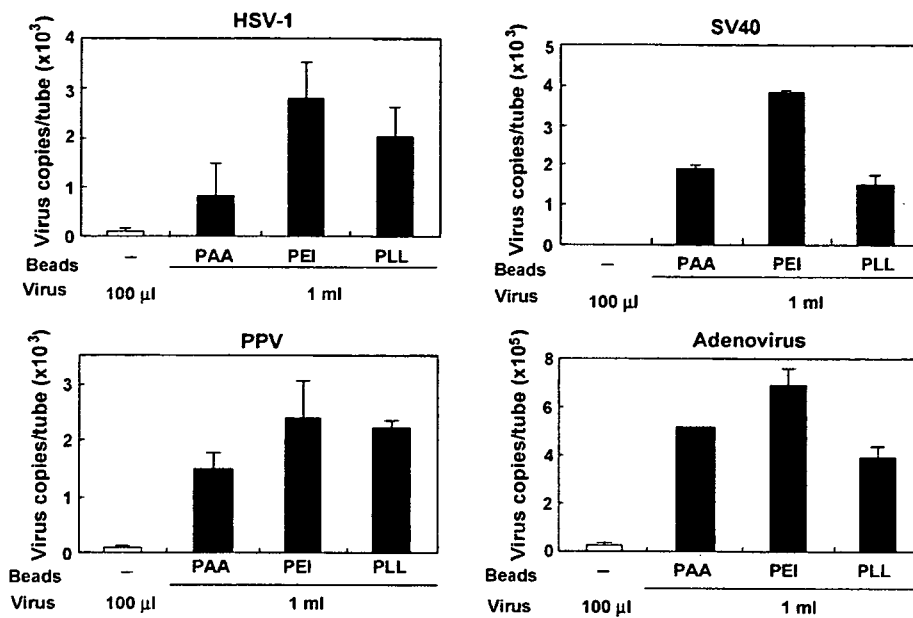 HSV-1
Virus copies/tube (x10³)
4
3
2
1
0
Beads – PAA PEI PLL
Virus 100 µl 1 ml
SV40
Virus copies/tube (x10³)
5
4
2
1
0
– PAA PEI PLL
Beads
Virus 100 µl 1 ml
PPV
Virus copies/tube (x10³)
3
2
1
0
Beads – PAA PEI PLL
Virus 100 µl 1 ml
Adenovirus
Virus copies/tube (x10⁵)
8
6
4
2
0
Beads – PAA PEI PLL
Virus 100 µl 1 ml